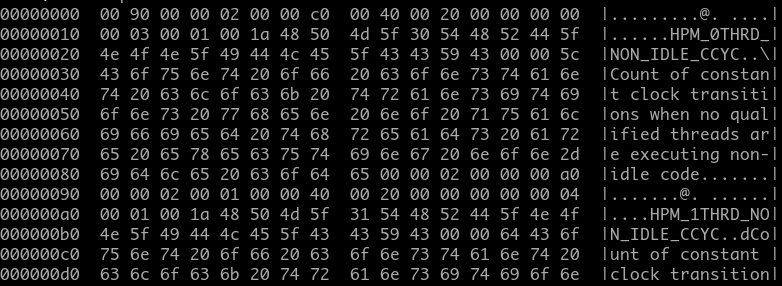 00000000  00 90 00 00 02 00 00 c0  00 40 00 20 00 00 00 00  |.........@. ....|
00000010  00 03 00 01 00 1a 48 50  4d 5f 30 54 48 52 44 5f  |......HPM_0THRD_|
00000020  4e 4f 4e 5f 49 44 4c 45  5f 43 43 59 43 00 00 5c  |NON_IDLE_CCYC..\|
00000030  43 6f 75 6e 74 20 6f 66  20 63 6f 6e 73 74 61 6e  |Count of constan|
00000040  74 20 63 6c 6f 63 6b 20  74 72 61 6e 73 69 74 69  |t clock transiti|
00000050  6f 6e 73 20 77 68 65 6e  20 6e 6f 20 71 75 61 6c  |ons when no qual|
00000060  69 66 69 65 64 20 74 68  72 65 61 64 73 20 61 72  |ified threads ar|
00000070  65 20 65 78 65 63 75 74  69 6e 67 20 6e 6f 6e 2d  |e executing non-|
00000080  69 64 6c 65 20 63 6f 64  65 00 00 02 00 00 00 a0  |idle code.......|
00000090  00 00 02 00 01 00 00 40  00 20 00 00 00 00 00 04  |.......@. ......|
000000a0  00 01 00 1a 48 50 4d 5f  31 54 48 52 44 5f 4e 4f  |....HPM_1THRD_NO|
000000b0  4e 5f 49 44 4c 45 5f 43  43 59 43 00 00 64 43 6f  |N_IDLE_CCYC..dCo|
000000c0  75 6e 74 20 6f 66 20 63  6f 6e 73 74 61 6e 74 20  |unt of constant |
000000d0  63 6c 6f 63 6b 20 74 72  61 6e 73 69 74 69 6f 6e  |clock transition|